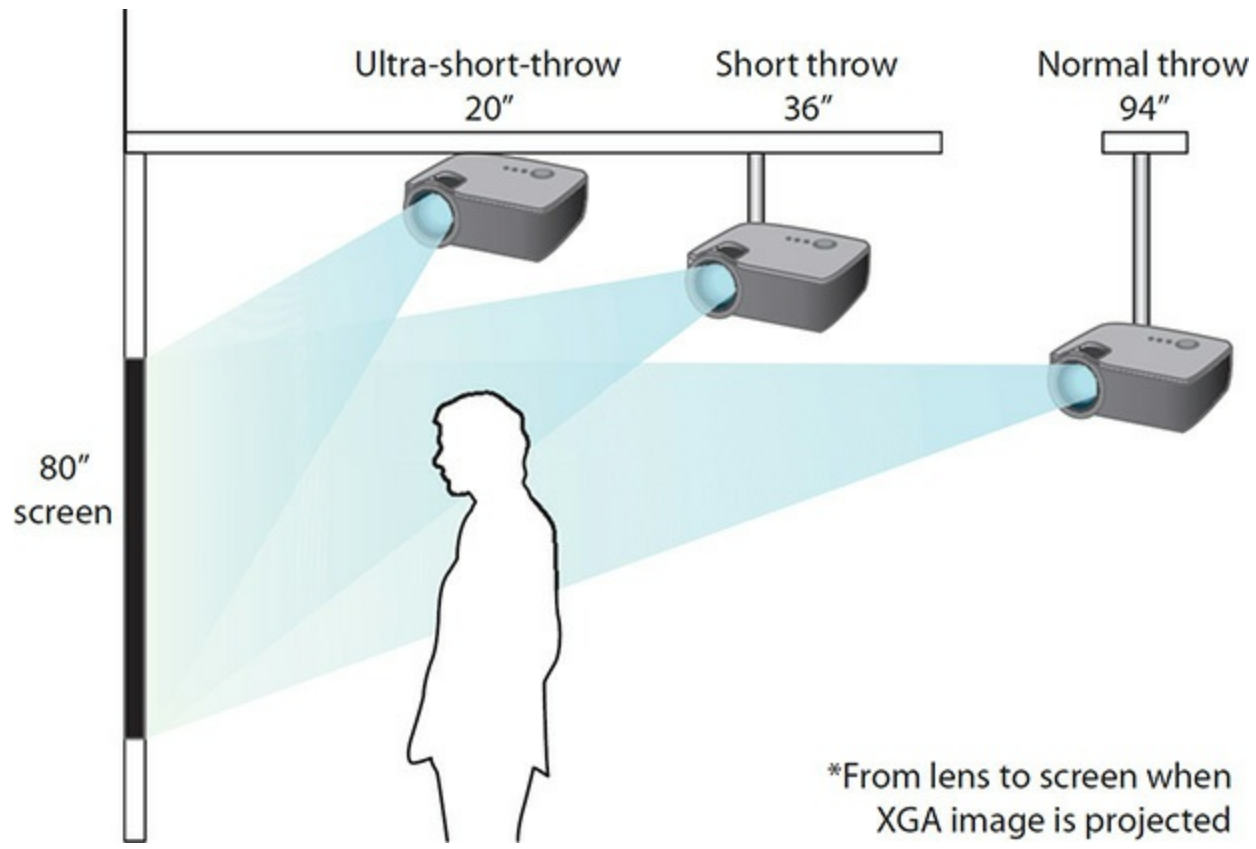 Ultra-short-throw
20″
Short throw
36″
Normal throw
94″
80″
screen
*From lens to screen when
XGA image is projected